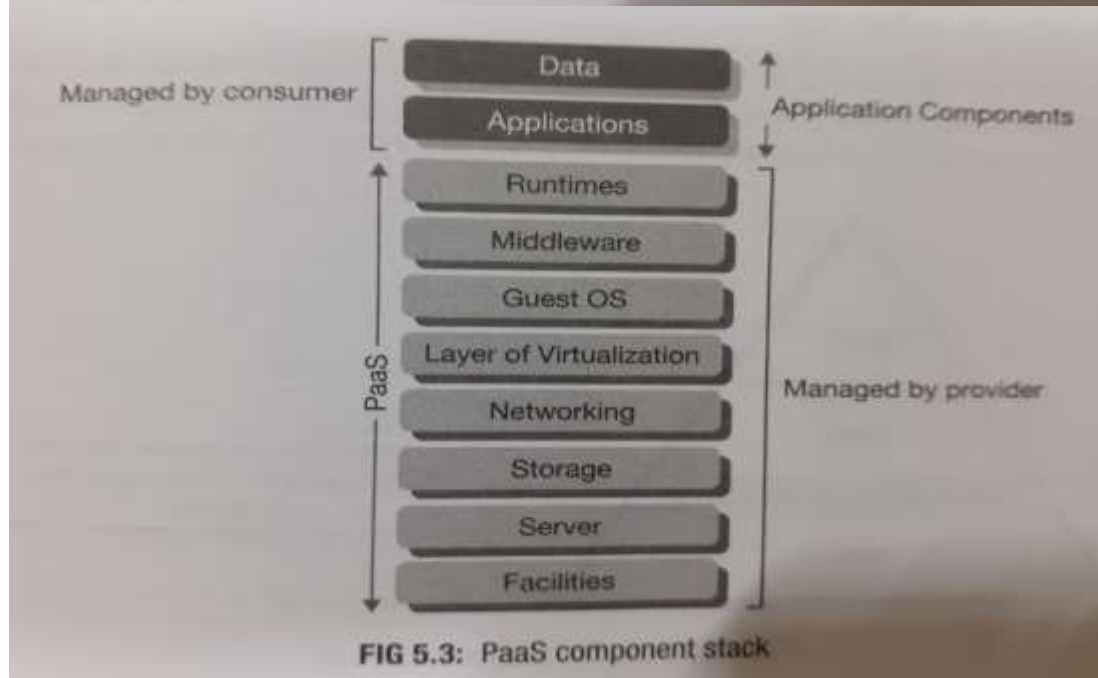 Data
Managed by consumer
Applications
Application Components
Runtimes
Middleware
Guest OS
Layer of Virtualization
PaaS
Managed by provider
Networking
Storage
Server
Facilities
FIG 5.3: PaaS component stack